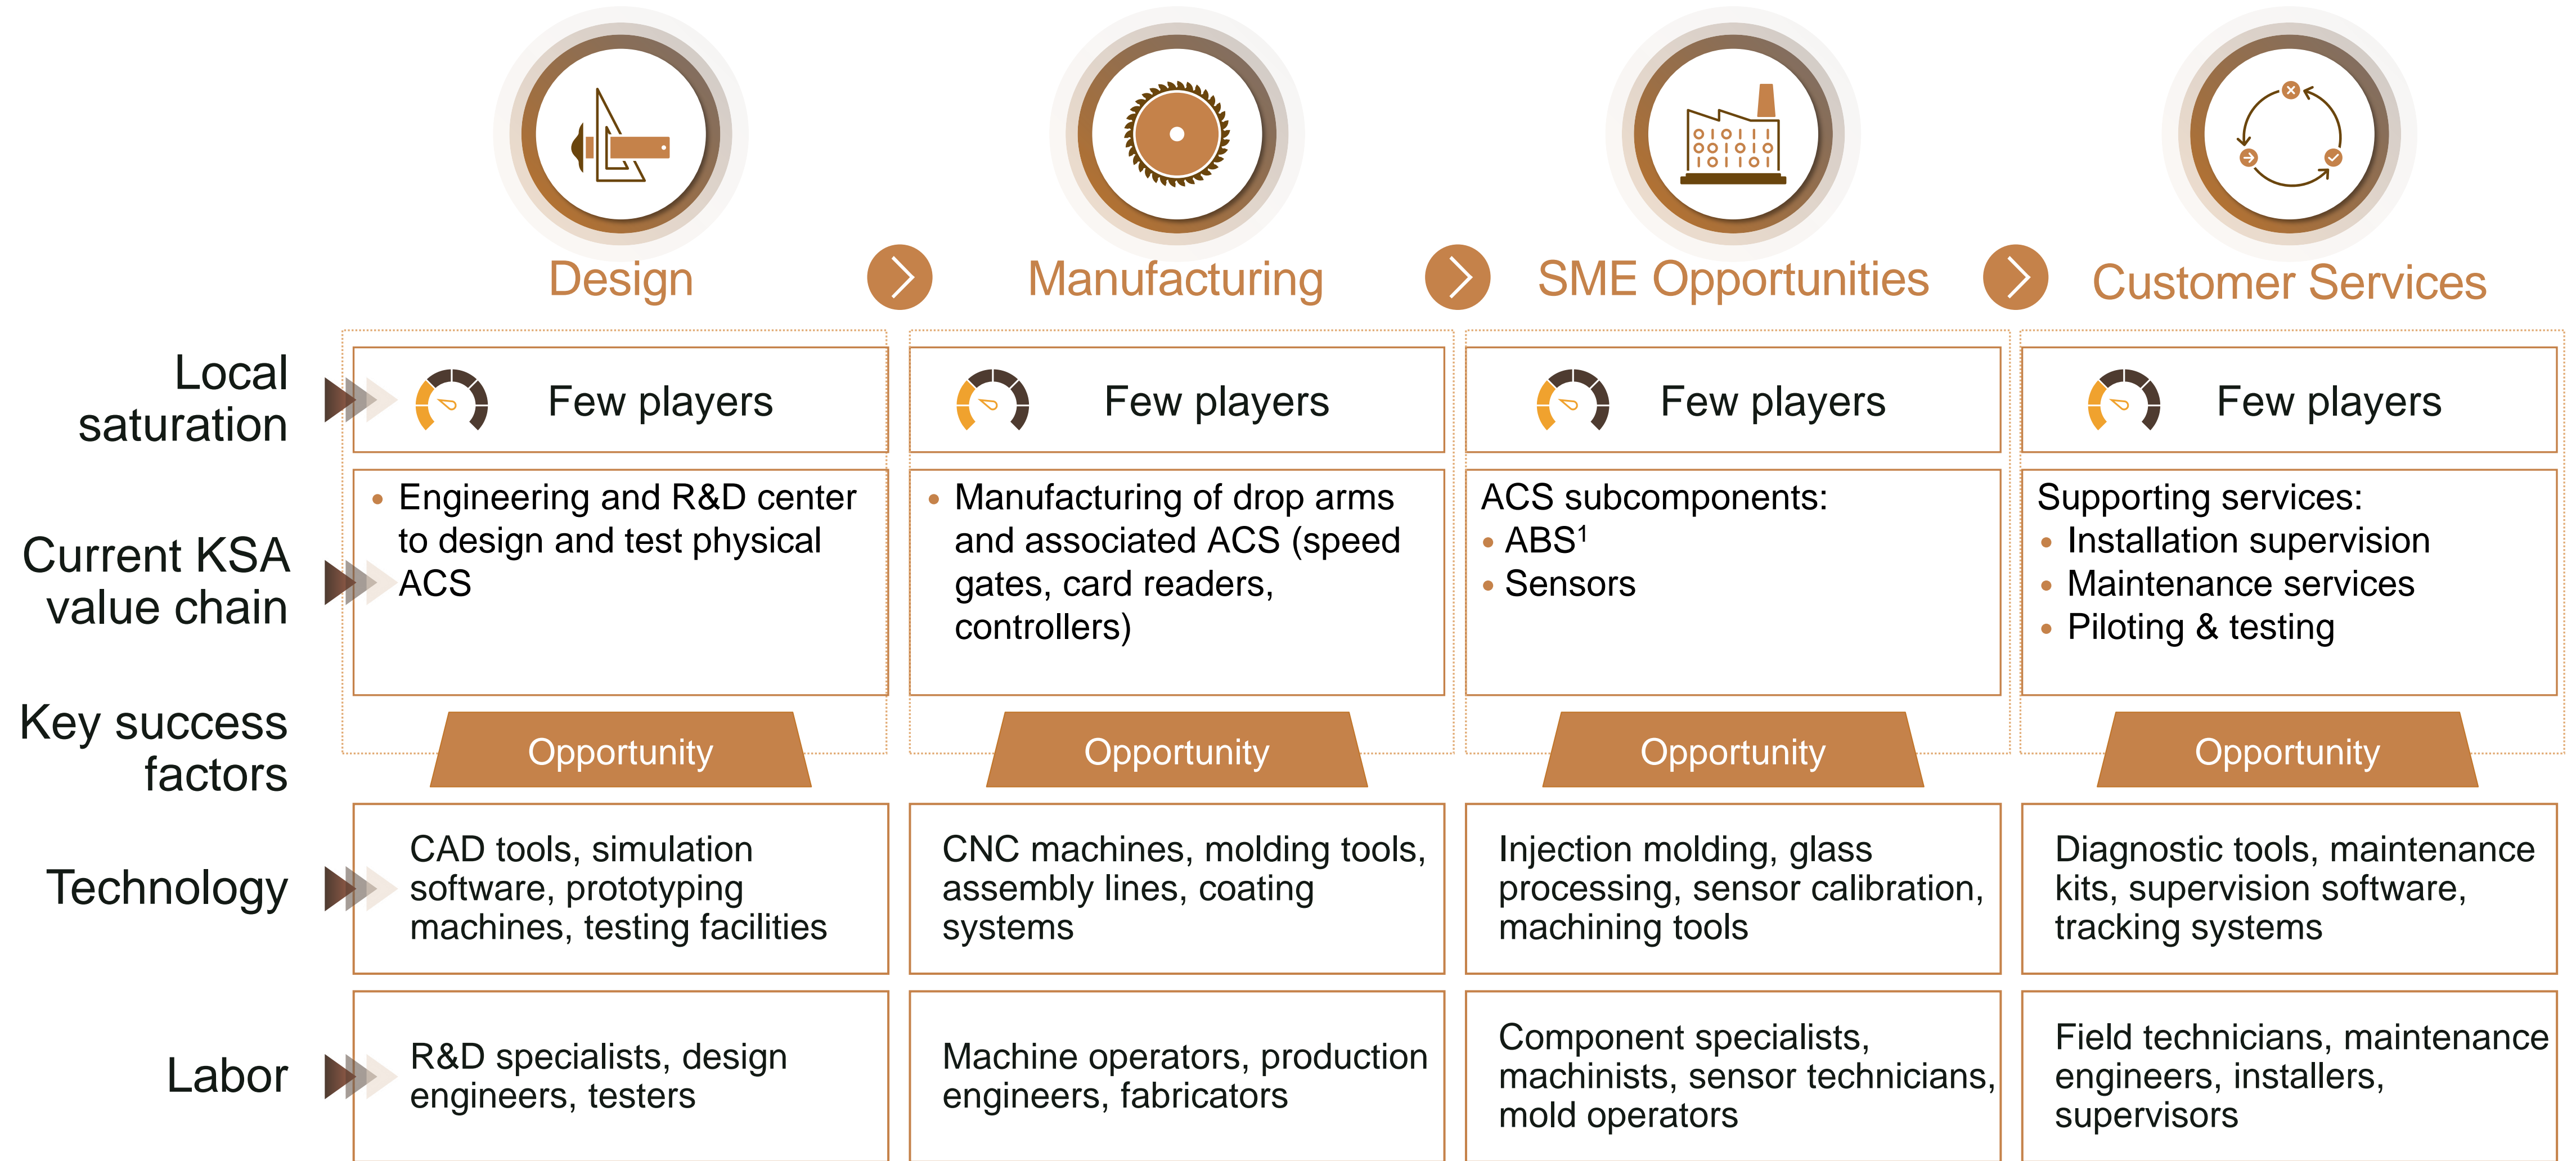 Design
Manufacturing
SME Opportunities
Customer Services
Local
saturation
Few players
Few players
Few players
Few players
Current KSA
value chain
• Engineering and R&D center
to design and test physical
ACS
• Manufacturing of drop arms
and associated ACS (speed
gates, card readers,
controllers)
ACS subcomponents:
• ABS¹
• Sensors
Supporting services:
• Installation supervision
• Maintenance services
• Piloting & testing
Key success
factors
Opportunity
Opportunity
Opportunity
Opportunity
Technology
CAD tools, simulation
software, prototyping
machines, testing facilities
CNC machines, molding tools,
assembly lines, coating
systems
Injection molding, glass
processing, sensor calibration,
machining tools
Diagnostic tools, maintenance
kits, supervision software,
tracking systems
Labor
R&D specialists, design
engineers, testers
Machine operators, production
engineers, fabricators
Component specialists,
machinists, sensor technicians,
mold operators
Field technicians, maintenance
engineers, installers,
supervisors